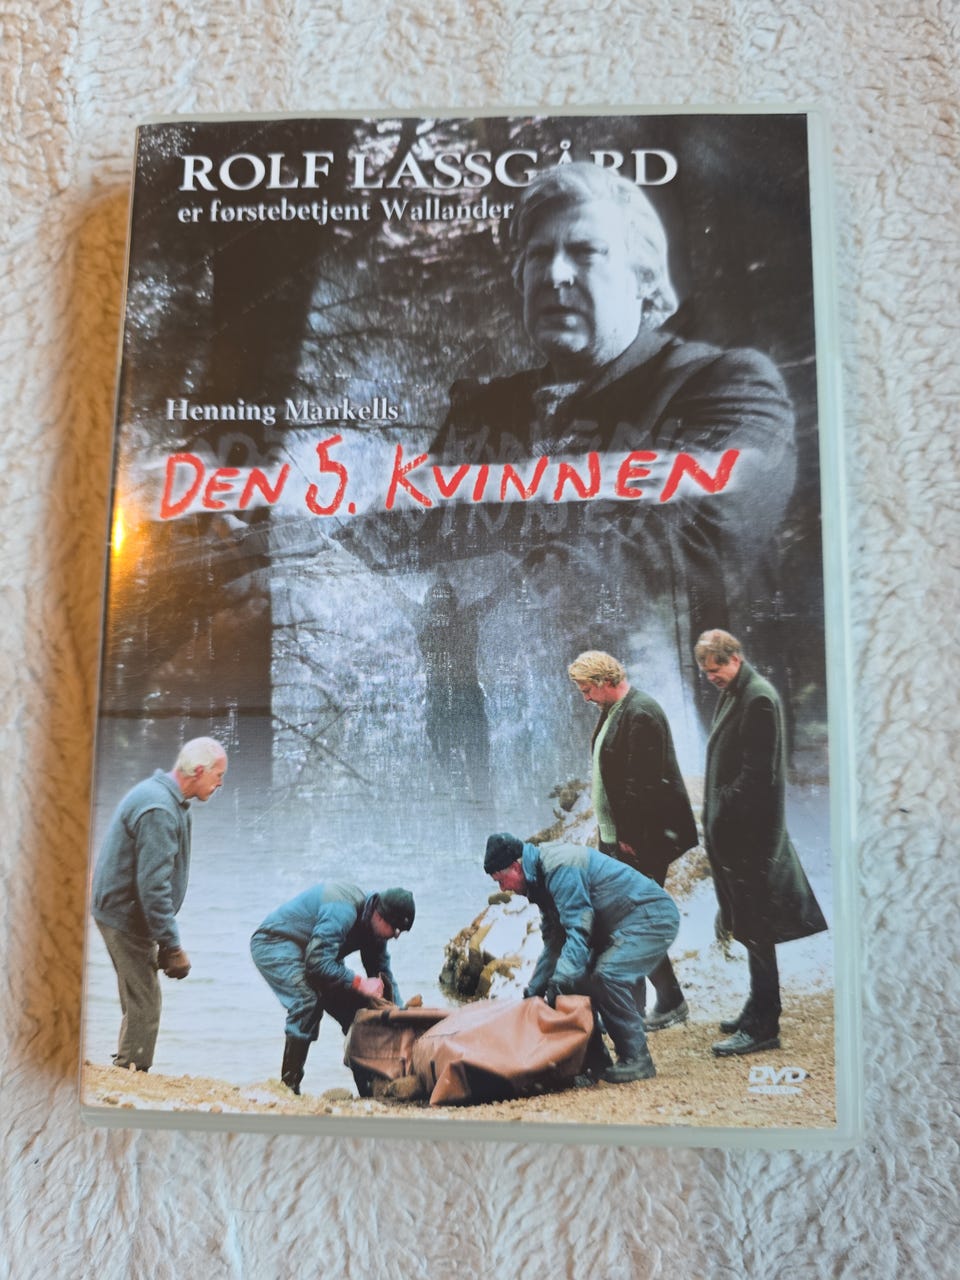 ROLF LASSGÅRD
er førstebetjent Wallander
Henning Mankells
DEN 5. KVINNEN
DVD